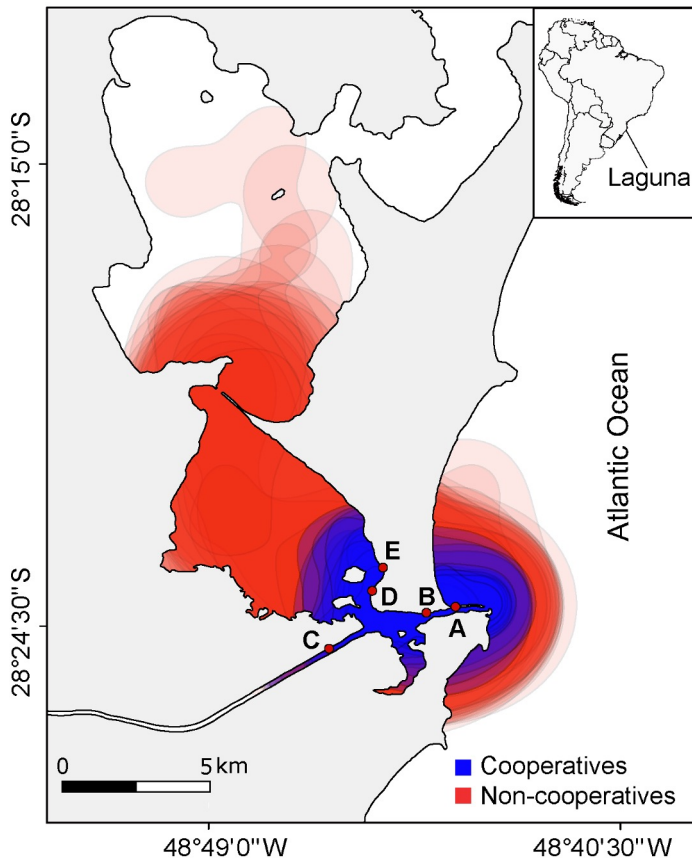 Laguna
28°15'0"S
Atlantic Ocean
E
D
B
A
C
28°24'30"S
0 5 km
Cooperatives
Non-cooperatives
48°49'0"W 48°40'30"W